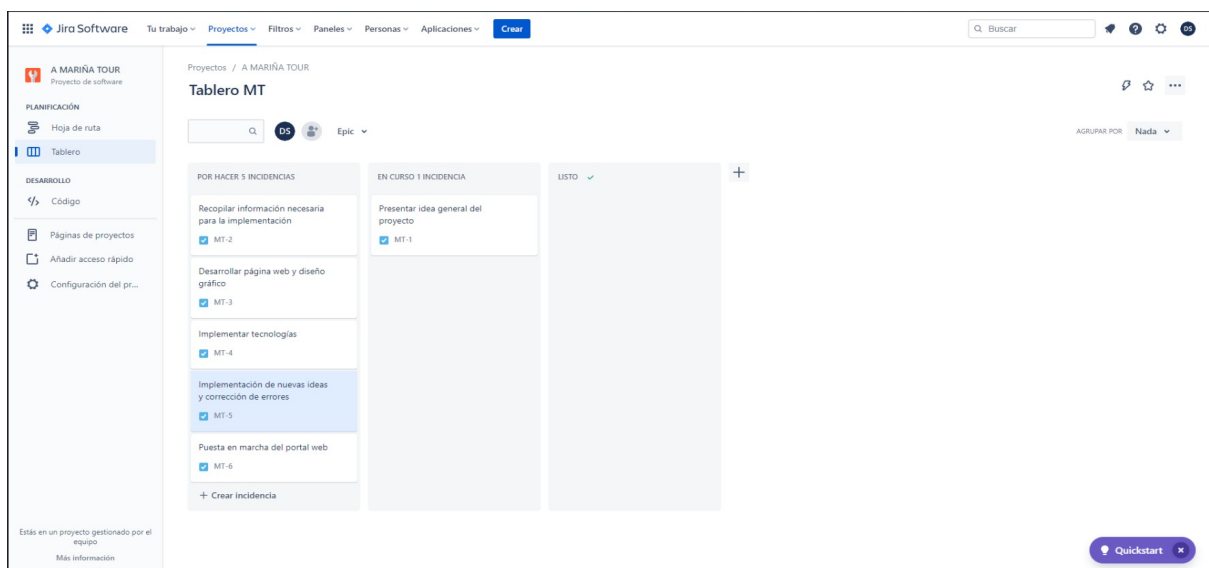 Jira Software Tu trabajo Proyectos Filtros Paneles Personas Aplicaciones Crear Buscar DS
A MARIÑA TOUR
Proyecto de software
PLANIFICACIÓN
Hoja de ruta
Tablero
DESARROLLO
Código
Páginas de proyectos
Añadir acceso rápido
Configuración del pr...
Estás en un proyecto gestionado por el
equipo
Más información
Proyectos / A MARIÑA TOUR
Tablero MT
DS Epic AGRUPAR POR Nada
POR HACER 5 INCIDENCIAS
Recopilar información necesaria
para la implementación
MT-2
Desarrollar página web y diseño
gráfico
MT-3
Implementar tecnologías
MT-4
Implementación de nuevas ideas
y corrección de errores
MT-5
Puesta en marcha del portal web
MT-6
+ Crear incidencia
EN CURSO 1 INCIDENCIA
Presentar idea general del
proyecto
MT-1
LISTO
Quickstart